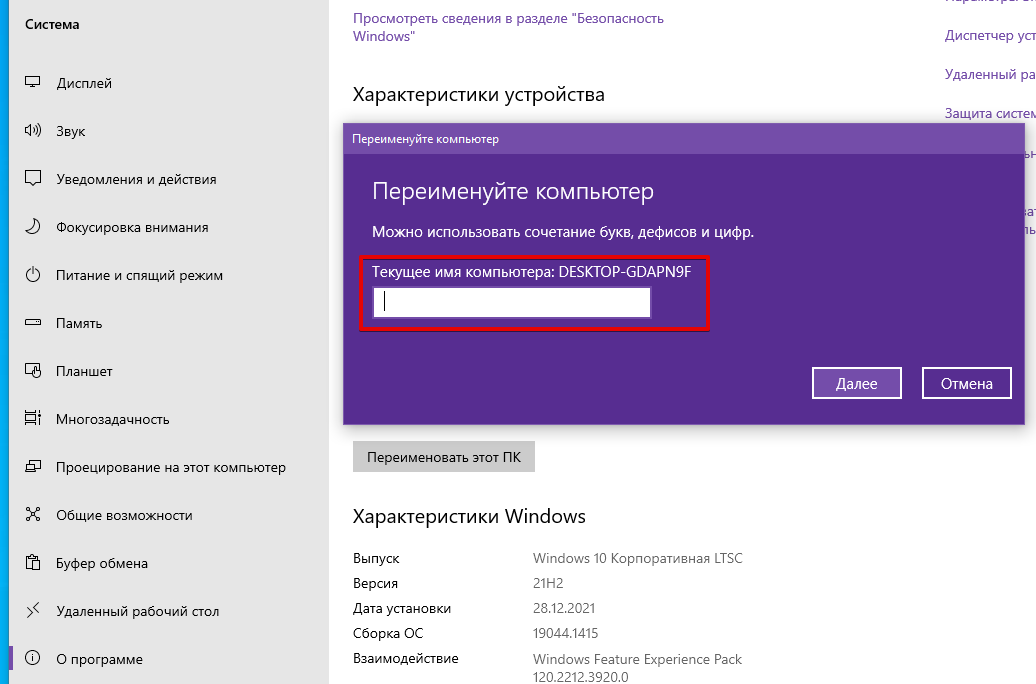 Система
Дисплей
Звук
Уведомления и действия
Фокусировка внимания
Питание и спящий режим
Память
Планшет
Многозадачность
Проецирование на этот компьютер
Общие возможности
Буфер обмена
Удаленный рабочий стол
О программе
Просмотреть сведения в разделе "Безопасность
Windows"
Характеристики устройства
Переименуйте компьютер
Переименуйте компьютер
Можно использовать сочетание букв, дефисов и цифр.
Текущее имя компьютера: DESKTOP-GDAPN9F
Далее
Отмена
Переименовать этот ПК
Характеристики Windows
Выпуск Windows 10 Корпоративная LTSC
Версия 21H2
Дата установки 28.12.2021
Сборка ОС 19044.1415
Взаимодействие Windows Feature Experience Pack
120.2212.3920.0
Диспетчер уст
Удаленный ра
Защита систем